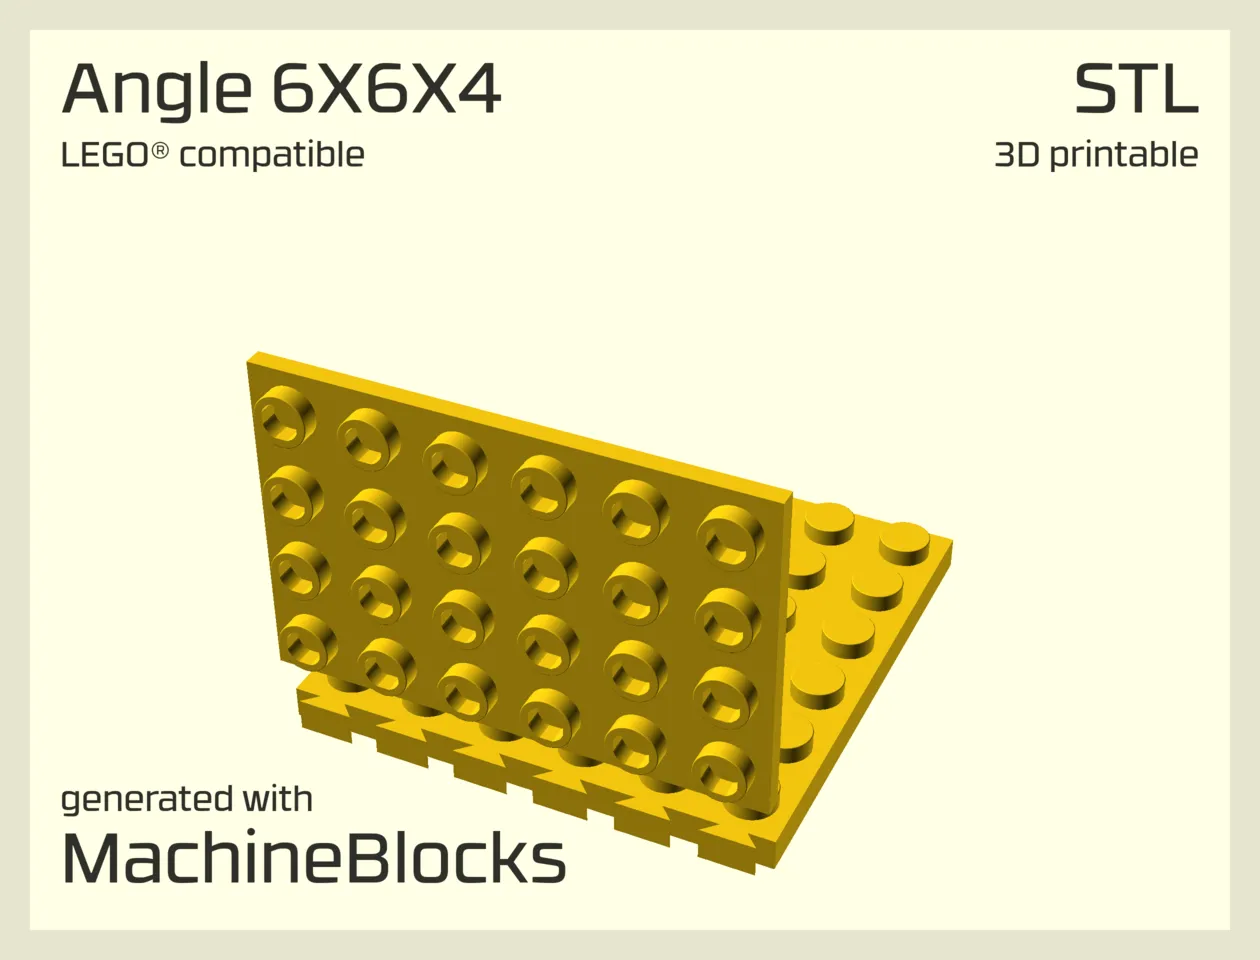 Angle 6X6X4
LEGO® compatible
STL
3D printable
generated with
MachineBlocks